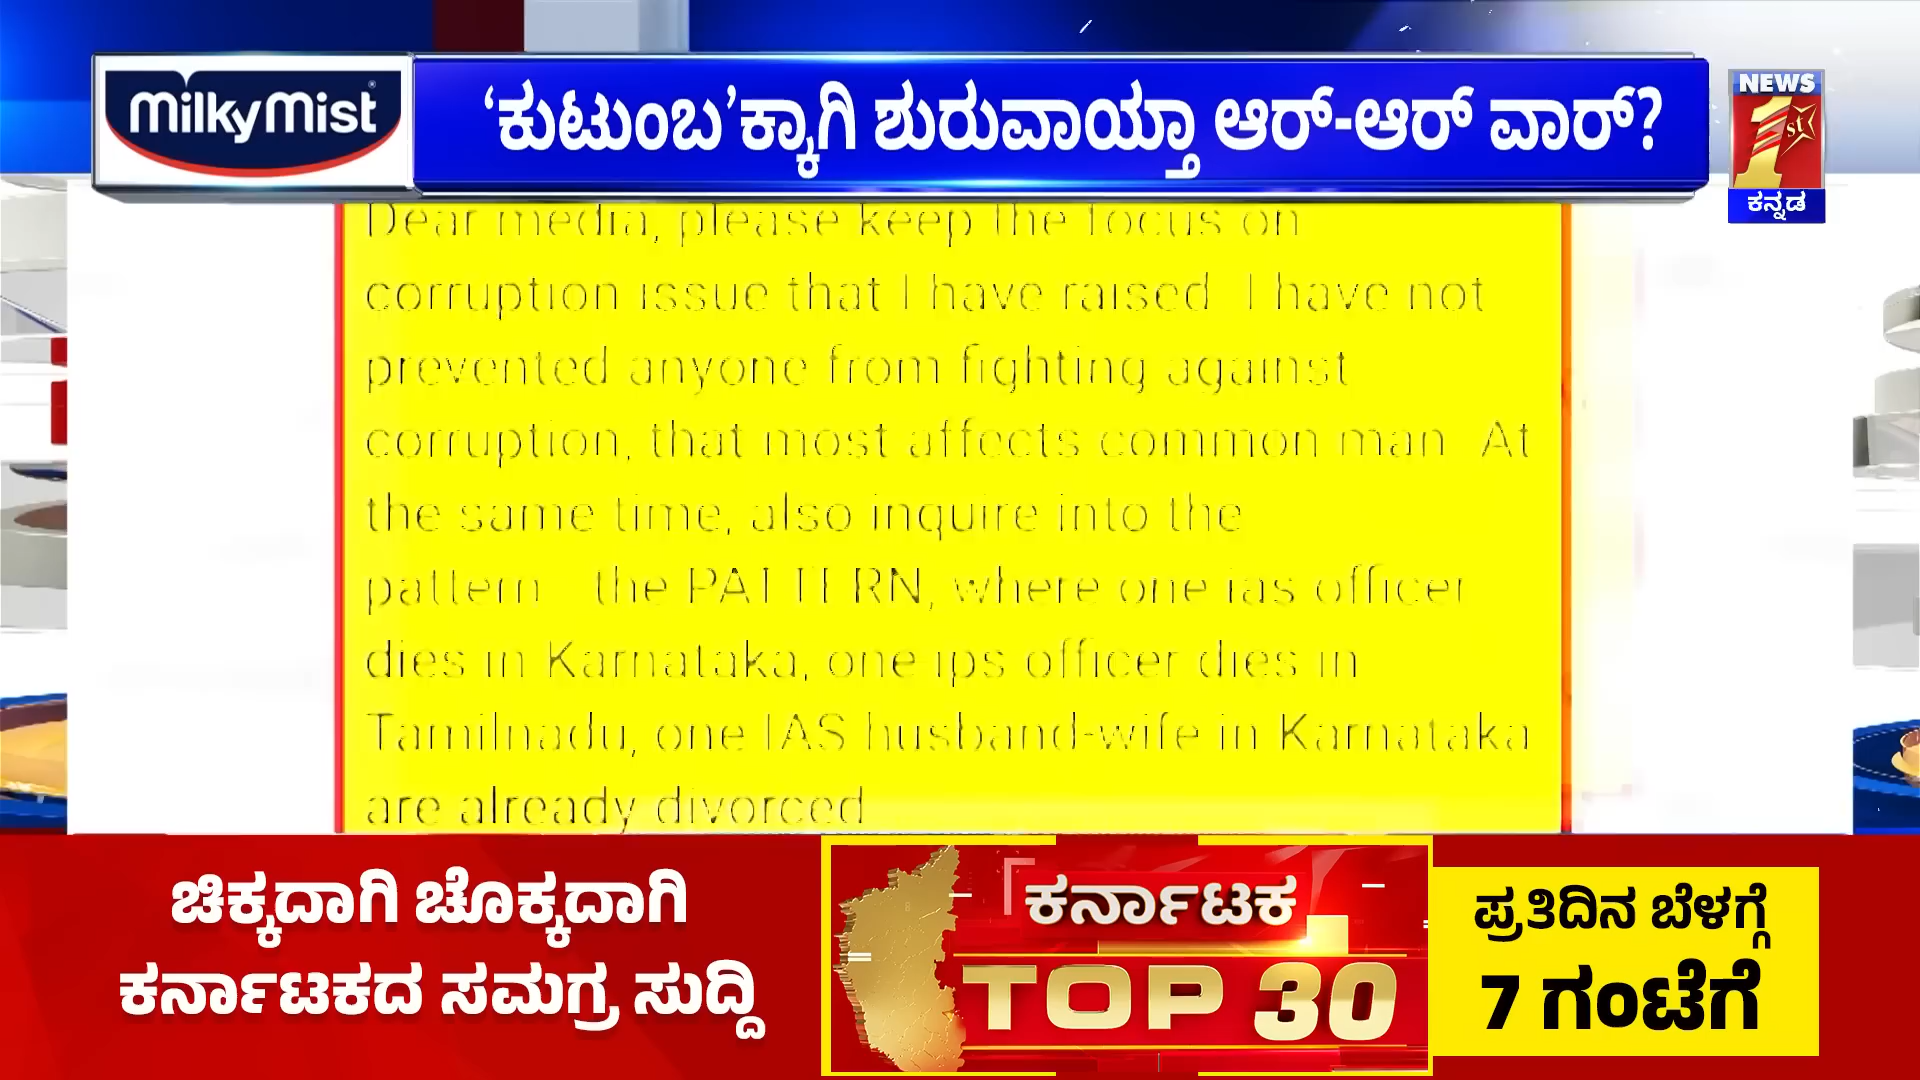 Milky Mist
‘ಕುಟುಂಬ’ಕ್ಕಾಗಿ ಶುರುವಾಯ್ತಾ ಆರ್-ಆರ್ ವಾರ್?
NEWS
1st
ಕನ್ನಡ
Dear media, please keep the focus on
corruption issue that I have raised. I have not
prevented anyone from fighting against
corruption, that most affects common man. At
the same time, also inquire into the
pattern.. the PATTERN, where one ias officer
dies in Karnataka, one ips officer dies in
Tamilnadu, one IAS husband-wife in Karnataka
are already divorced
ಚಿಕ್ಕದಾಗಿ ಚೊಕ್ಕದಾಗಿ
ಕರ್ನಾಟಕದ ಸಮಗ್ರ ಸುದ್ದಿ
ಕರ್ನಾಟಕ
TOP 30
ಪ್ರತಿದಿನ ಬೆಳಗ್ಗೆ
7 ಗಂಟೆಗೆ